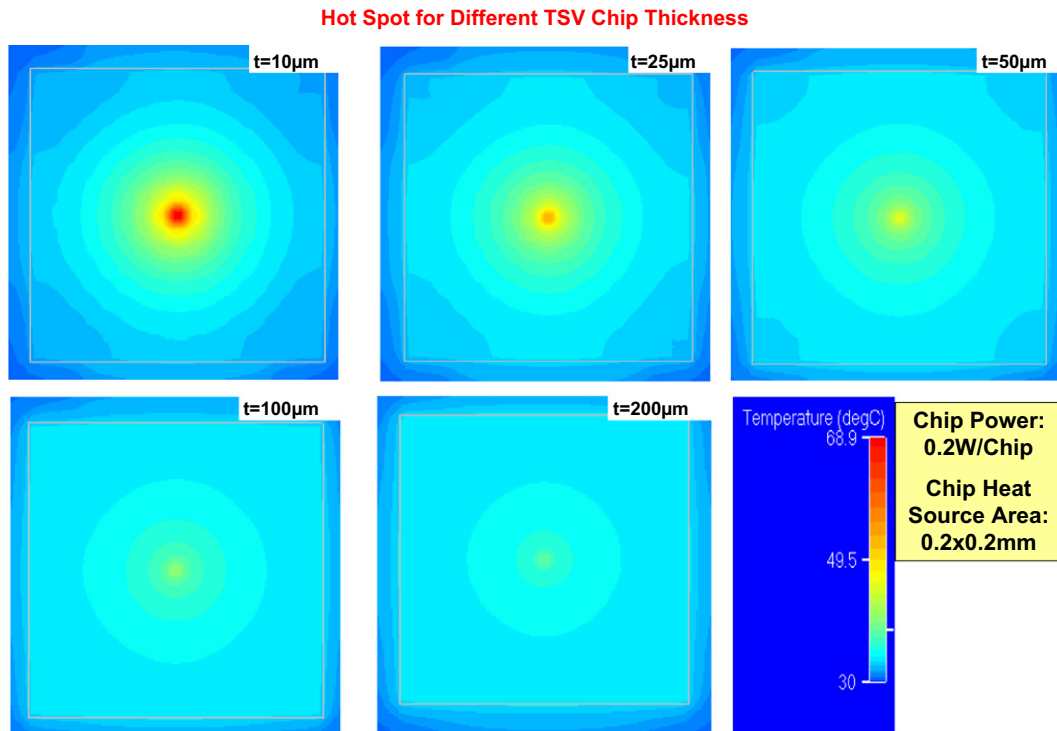 Hot Spot for Different TSV Chip Thickness
t=10µm
t=25µm
t=50µm
t=100µm
t=200µm
Temperature (degC)
68.9
49.5
30
Chip Power:
0.2W/Chip
Chip Heat
Source Area:
0.2x0.2mm